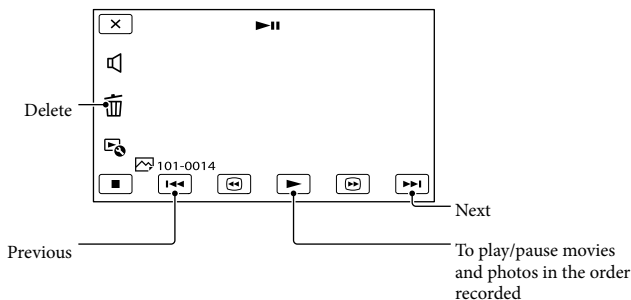 Delete
101-0014
Next
Previous
To play/pause movies
and photos in the order
recorded